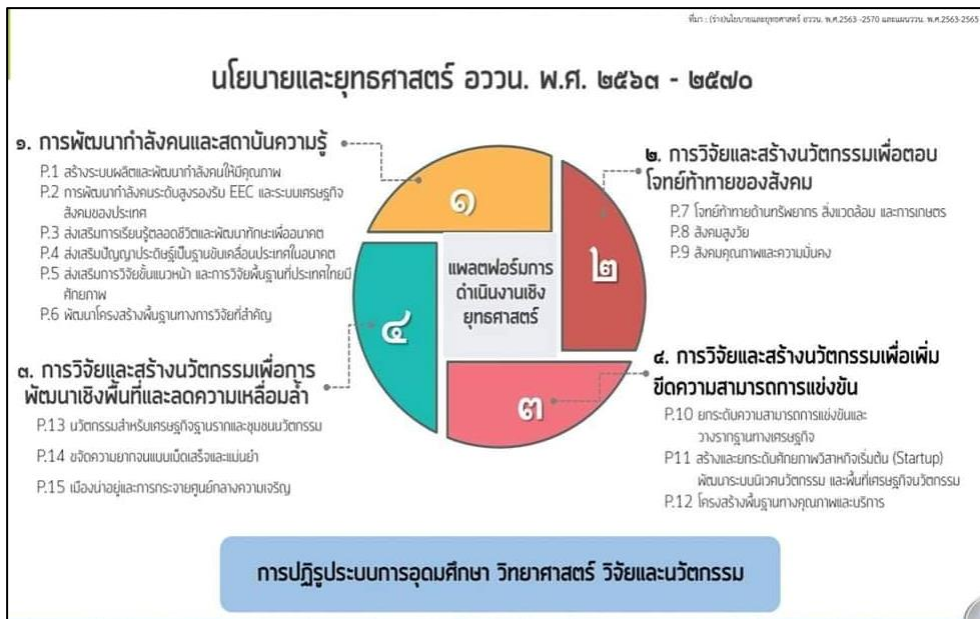 ที่มา : (ร่าง)นโยบายและยุทธศาสตร์ อววน. พ.ศ.2563 -2570 และแผนววน. พ.ศ.2563-2565
นโยบายและยุทธศาสตร์ อววน. พ.ศ. ๒๕๖๓ - ๒๕๗๐
๑. การพัฒนากำลังคนและสถาบันความรู้
P.1 สร้างระบบผลิตและพัฒนากำลังคนให้มีคุณภาพ
P.2 การพัฒนากำลังคนระดับสูงรองรับ EEC และระบบเศรษฐกิจ
สังคมของประเทศ
P.3 ส่งเสริมการเรียนรู้ตลอดชีวิตและพัฒนาทักษะเพื่ออนาคต
P.4 ส่งเสริมปัญญาประดิษฐ์เป็นฐานขับเคลื่อนประเทศในอนาคต
P.5 ส่งเสริมการวิจัยขั้นแนวหน้า และการวิจัยพื้นฐานที่ประเทศไทยมี
ศักยภาพ
P.6 พัฒนาโครงสร้างพื้นฐานทางการวิจัยที่สำคัญ
๒. การวิจัยและสร้างนวัตกรรมเพื่อตอบ
โจทย์ท้าทายของสังคม
P.7 โจทย์ท้าทายด้านทรัพยากร สิ่งแวดล้อม และการเกษตร
P.8 สังคมสูงวัย
P.9 สังคมคุณภาพและความมั่นคง
๑
๒
๔
๓
แพลตฟอร์มการ
ดำเนินงานเชิง
ยุทธศาสตร์
๓. การวิจัยและสร้างนวัตกรรมเพื่อการ
พัฒนาเชิงพื้นที่และลดความเหลื่อมล้ำ
P.13 นวัตกรรมสำหรับเศรษฐกิจฐานรากและชุมชนนวัตกรรม
P.14 ขจัดความยากจนแบบเบ็ดเสร็จและแม่นยำ
P.15 เมืองน่าอยู่และการกระจายศูนย์กลางความเจริญ
๔. การวิจัยและสร้างนวัตกรรมเพื่อเพิ่ม
ขีดความสามารถการแข่งขัน
P.10 ยกระดับความสามารถการแข่งขันและ
วางรากฐานทางเศรษฐกิจ
P11 สร้างและยกระดับศักยภาพวิสาหกิจเริ่มต้น (Startup)
พัฒนาระบบนิเวศนวัตกรรม และพื้นที่เศรษฐกิจนวัตกรรม
P.12 โครงสร้างพื้นฐานทางคุณภาพและบริการ
การปฏิรูประบบการอุดมศึกษา วิทยาศาสตร์ วิจัยและนวัตกรรม